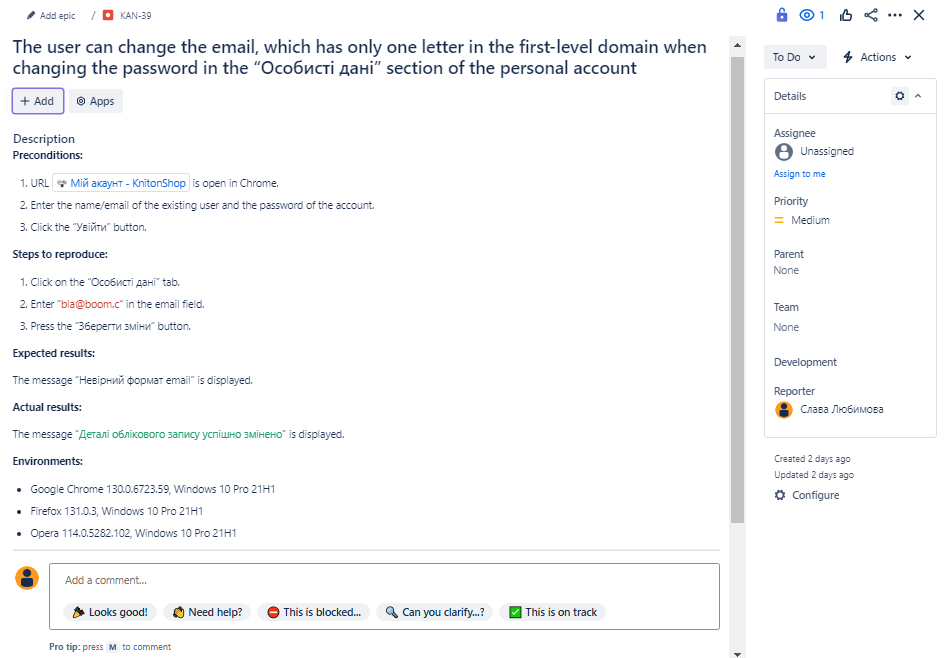 Add epic / KAN-39
1
The user can change the email, which has only one letter in the first-level domain when
changing the password in the “Особисті дані” section of the personal account
+ Add
Apps
Description
Preconditions:
1. URL Мій акаунт - KnitonShop is open in Chrome.
2. Enter the name/email of the existing user and the password of the account.
3. Click the “Увійти” button.
Steps to reproduce:
1. Click on the “Особисті дані” tab.
2. Enter “bla@boom.c” in the email field.
3. Press the “Зберегти зміни” button.
Expected results:
The message “Невірний формат email” is displayed.
Actual results:
The message “Деталі облікового запису успішно змінено” is displayed.
Environments:
• Google Chrome 130.0.6723.59, Windows 10 Pro 21H1
• Firefox 131.0.3, Windows 10 Pro 21H1
• Opera 114.0.5282.102, Windows 10 Pro 21H1
Add a comment...
Looks good!
Need help?
This is blocked...
Can you clarify...?
This is on track
Pro tip: press M to comment
To Do
Actions
Details
Assignee
Unassigned
Assign to me
Priority
Medium
Parent
None
Team
None
Development
Reporter
Слава Любимова
Created 2 days ago
Updated 2 days ago
Configure